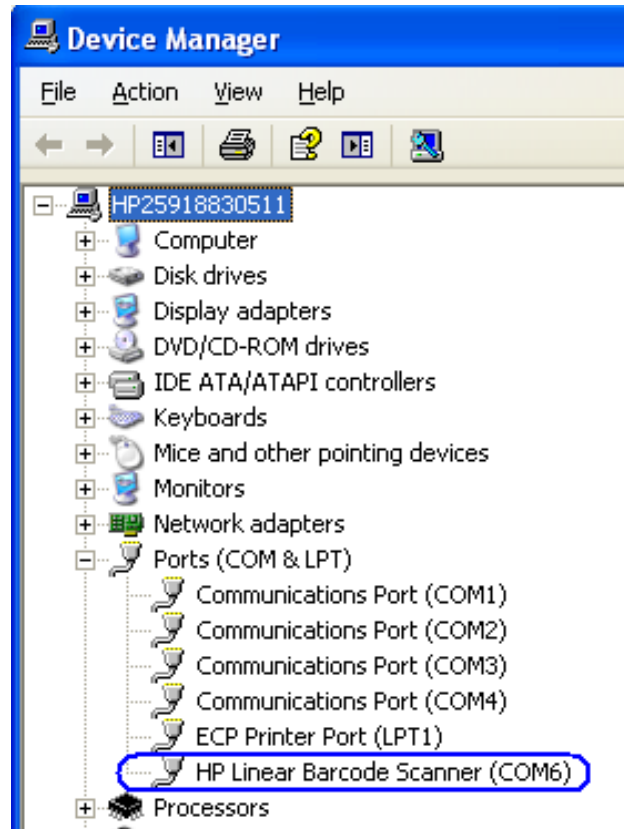 Device Manager
File Action View Help
HP25918830511
Computer
Disk drives
Display adapters
DVD/CD-ROM drives
IDE ATA/ATAPI controllers
Keyboards
Mice and other pointing devices
Monitors
Network adapters
Ports (COM & LPT)
Communications Port (COM1)
Communications Port (COM2)
Communications Port (COM3)
Communications Port (COM4)
ECP Printer Port (LPT1)
HP Linear Barcode Scanner (COM6)
Processors